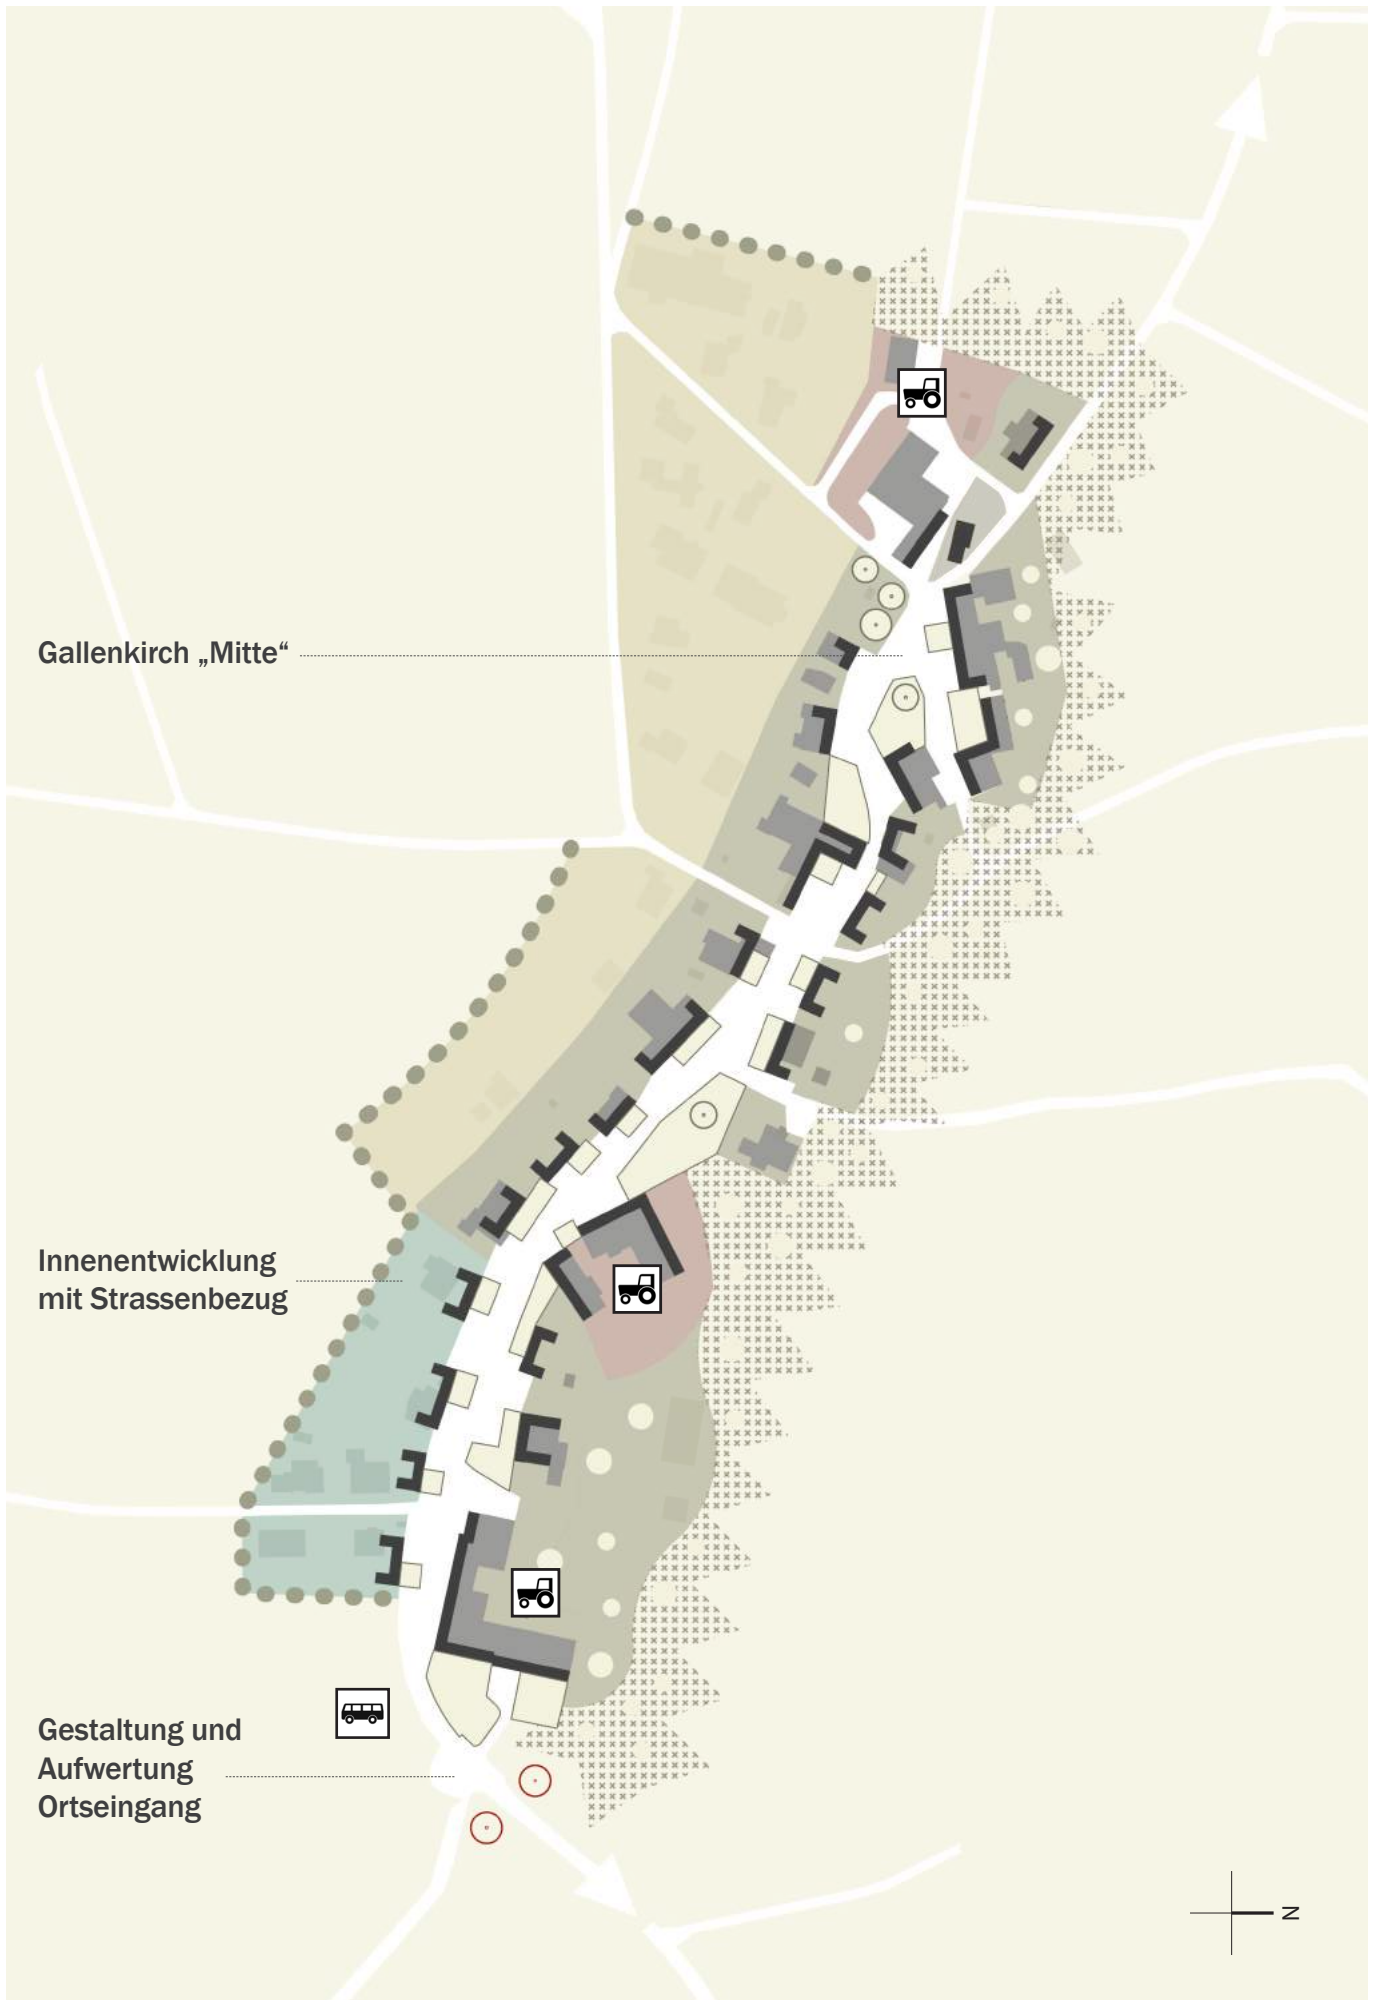 Gallenkirch „Mitte“
Innenentwicklung
mit Strassenbezug
Gestaltung und
Aufwertung
Ortseingang
N